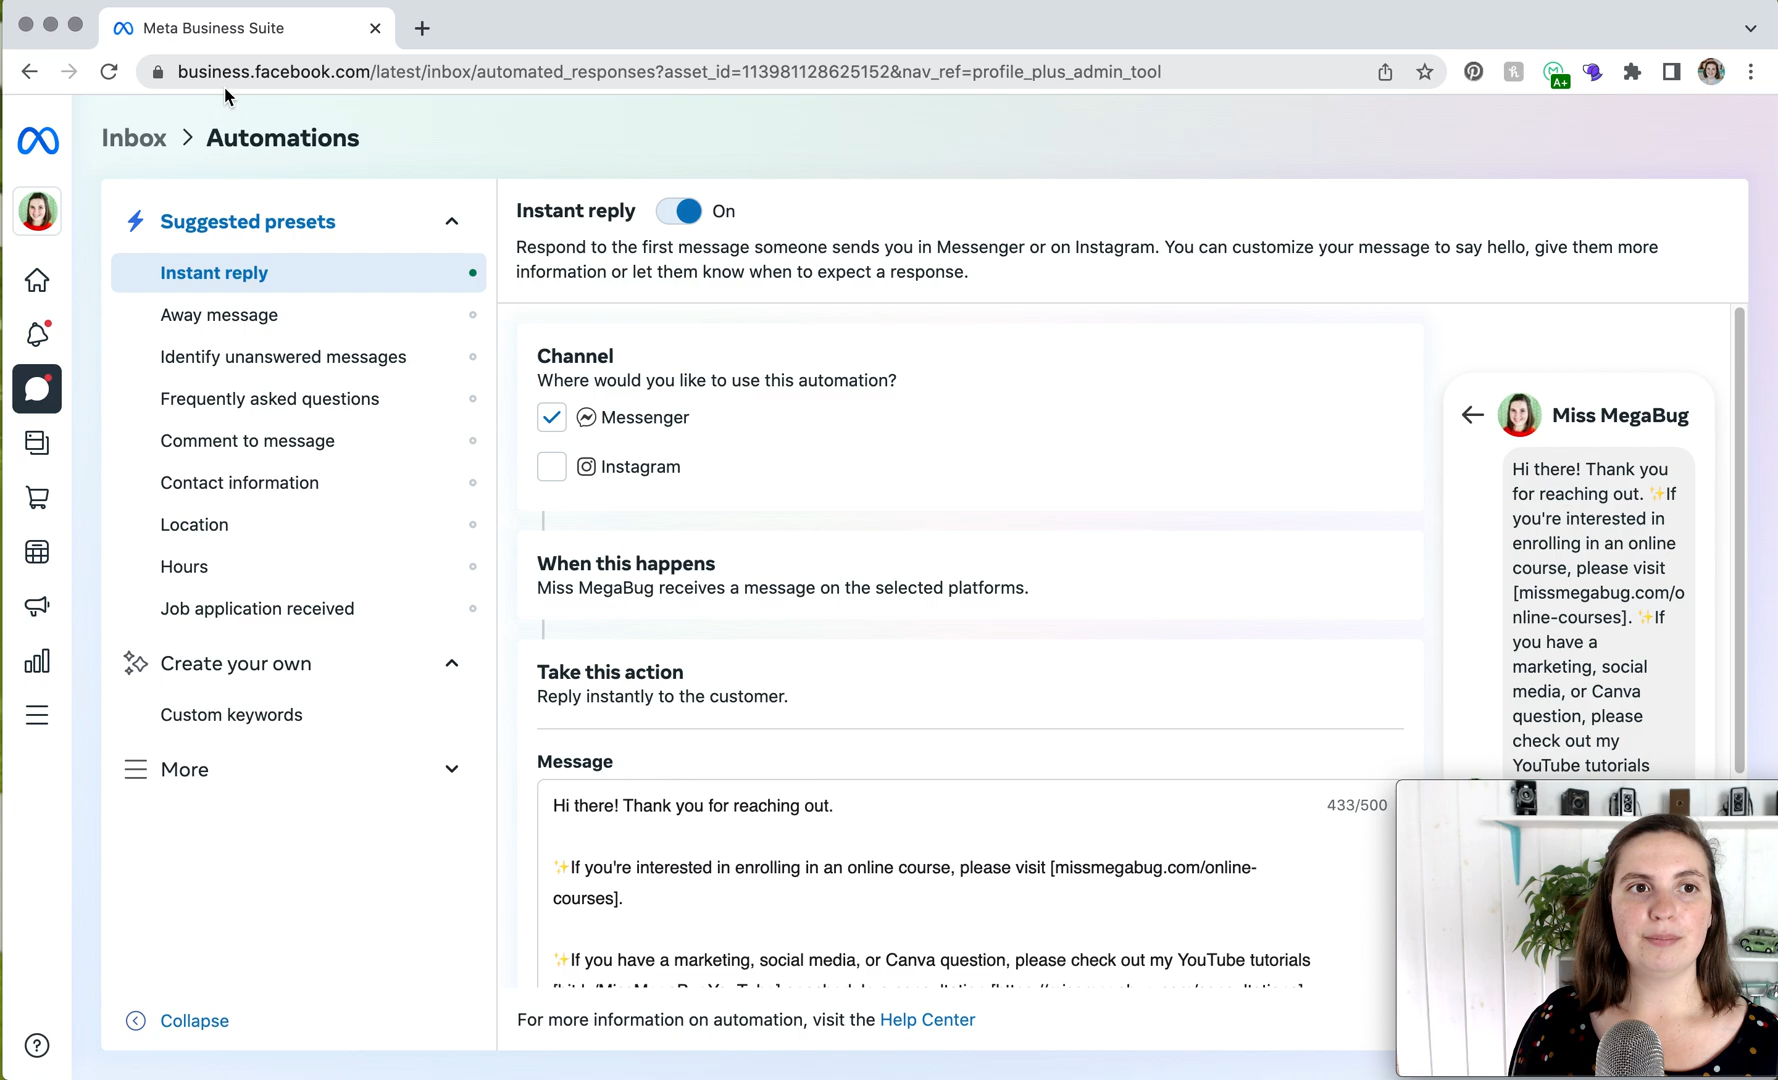 Meta Business Suite
business.facebook.com/latest/inbox/automated_responses?asset_id=113981128625152&nav_ref=profile_plus_admin_tool
A+
Inbox > Automations
Suggested presets
Instant reply
Away message
Identify unanswered messages
Frequently asked questions
Comment to message
Contact information
Location
Hours
Job application received
Create your own
Custom keywords
More
Collapse
Instant reply On
Respond to the first message someone sends you in Messenger or on Instagram. You can customize your message to say hello, give them more
information or let them know when to expect a response.
Channel
Where would you like to use this automation?
Messenger
Instagram
When this happens
Miss MegaBug receives a message on the selected platforms.
Take this action
Reply instantly to the customer.
Message
Hi there! Thank you for reaching out.
433/500
✨If you're interested in enrolling in an online course, please visit [missmegabug.com/online-
courses].
✨If you have a marketing, social media, or Canva question, please check out my YouTube tutorials
For more information on automation, visit the Help Center
Miss MegaBug
Hi there! Thank you
for reaching out. ✨If
you're interested in
enrolling in an online
course, please visit
[missmegabug.com/o
nline-courses]. ✨If
you have a
marketing, social
media, or Canva
question, please
check out my
YouTube tutorials